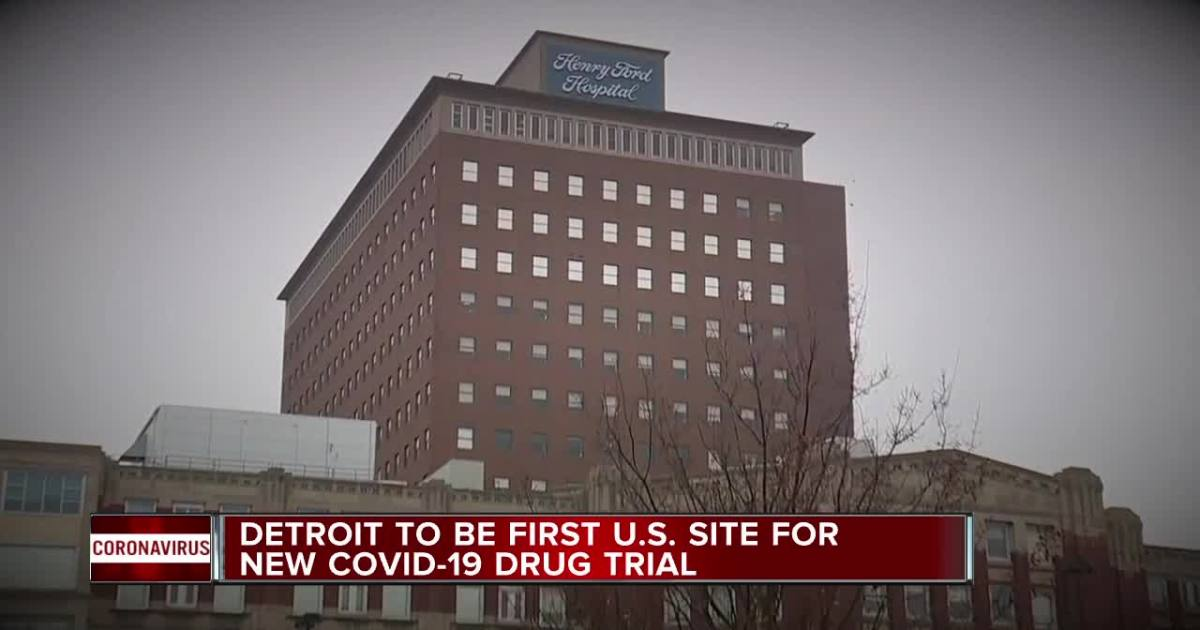 Henry Ford
Hospital
CORONAVIRUS
DETROIT TO BE FIRST U.S. SITE FOR
NEW COVID-19 DRUG TRIAL